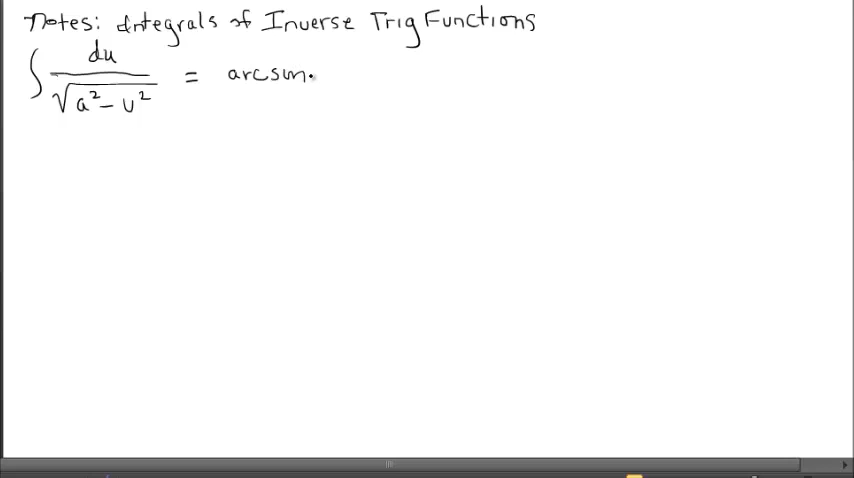 Notes: Integrals of Inverse Trig Functions
∫ du / √(a² - u²) = arcsin